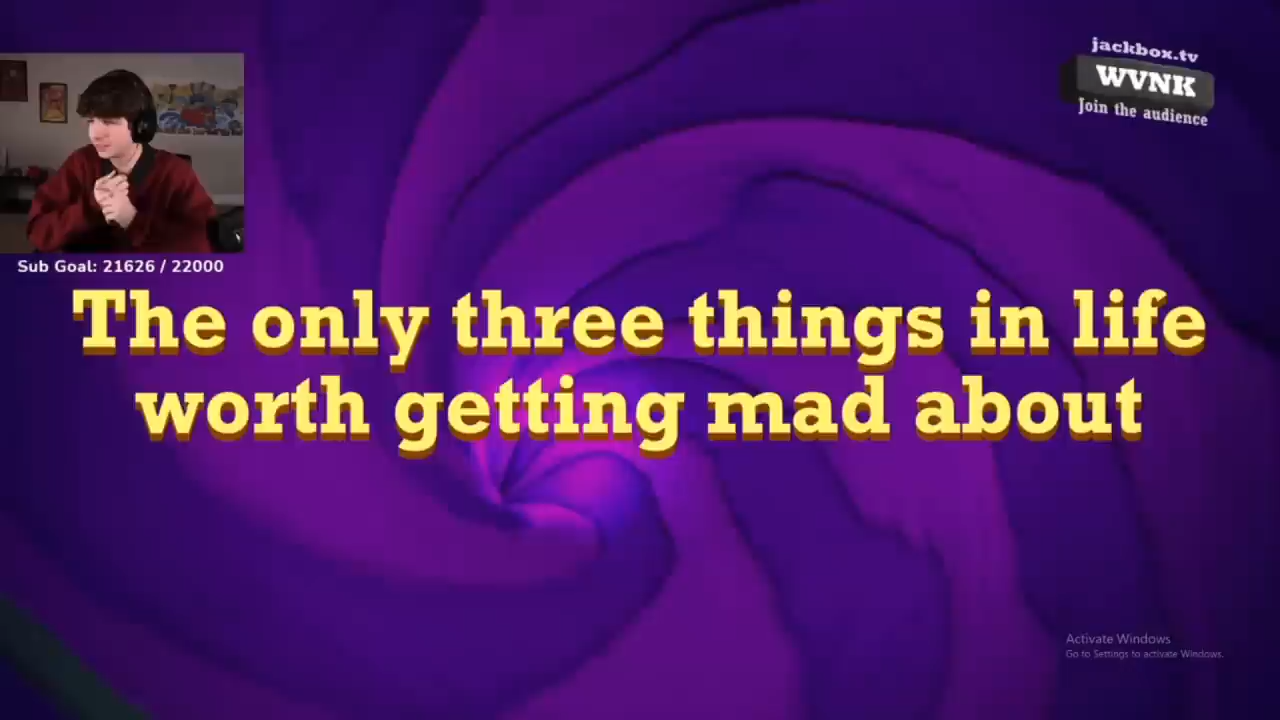 jackbox.tv
WVNK
Join the audience
Sub Goal: 21626 / 22000
The only three things in life
worth getting mad about
Activate Windows
Go to Settings to activate Windows.